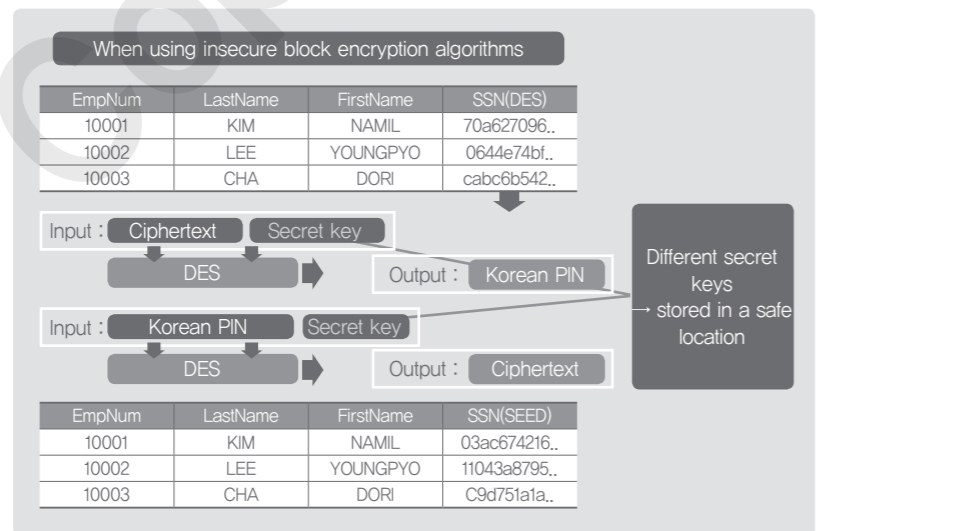 When using insecure block encryption algorithms
EmpNum LastName FirstName SSN(DES)
10001 KIM NAMIL 70a627096..
10002 LEE YOUNGPYO 0644e74bf..
10003 CHA DORI cabc6b542..
Input : Ciphertext Secret key
DES
Output : Korean PIN
Input : Korean PIN Secret key
DES
Output : Ciphertext
Different secret
keys
→ stored in a safe
location
EmpNum LastName FirstName SSN(SEED)
10001 KIM NAMIL 03ac674216..
10002 LEE YOUNGPYO 11043a8795..
10003 CHA DORI C9d751a1a..